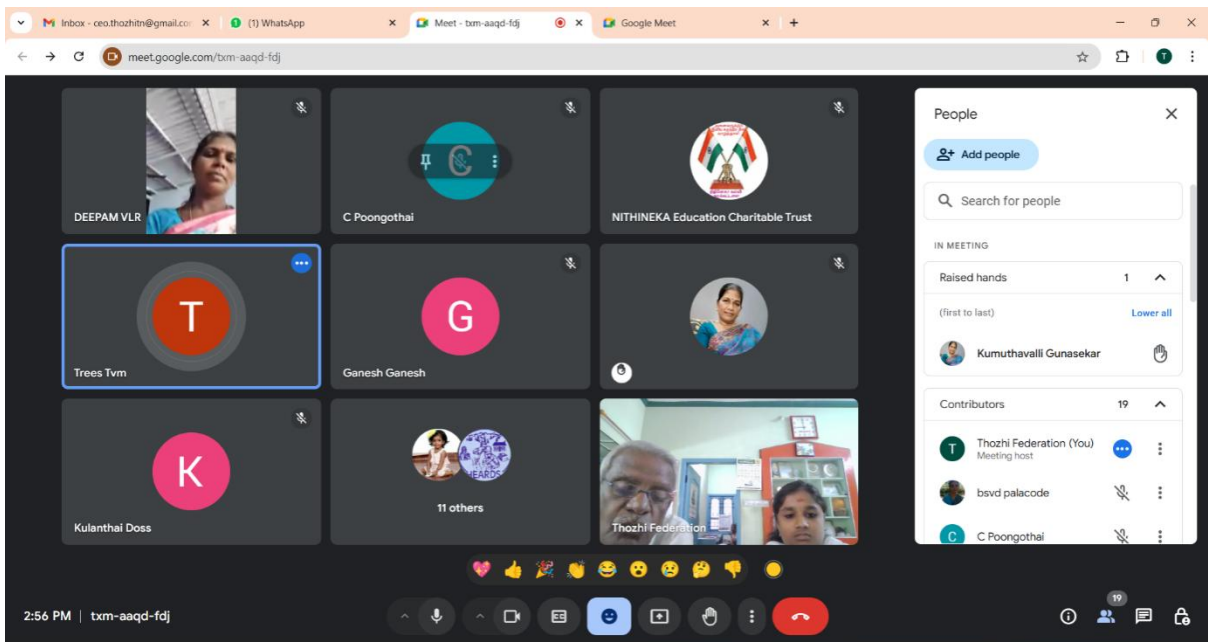 Inbox - ceo.thozhitn@gmail.con
(1) WhatsApp
Meet - txm-aaqd-fdj
Google Meet
meet.google.com/txm-aaqd-fdj
T
DEEPAM VLR
C
C Poongothai
NITHINEKA Education Charitable Trust
T
Trees Tvm
G
Ganesh Ganesh
K
Kulanthai Doss
HEARDS
11 others
Thozhi Federation
People
Add people
Search for people
IN MEETING
Raised hands 1
(first to last) Lower all
Kumuthavalli Gunasekar
Contributors 19
T
Thozhi Federation (You)
Meeting host
bsvd palacode
C
C Poongothai
2:56 PM | txm-aaqd-fdj
19